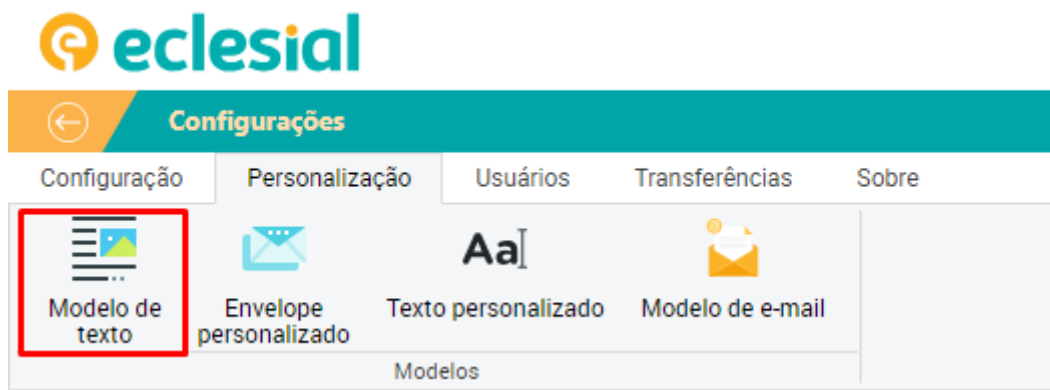 eclesial
Configurações
Configuração Personalização Usuários Transferências Sobre
Aa
Modelo de texto
Envelope personalizado
Texto personalizado
Modelo de e-mail
Modelos